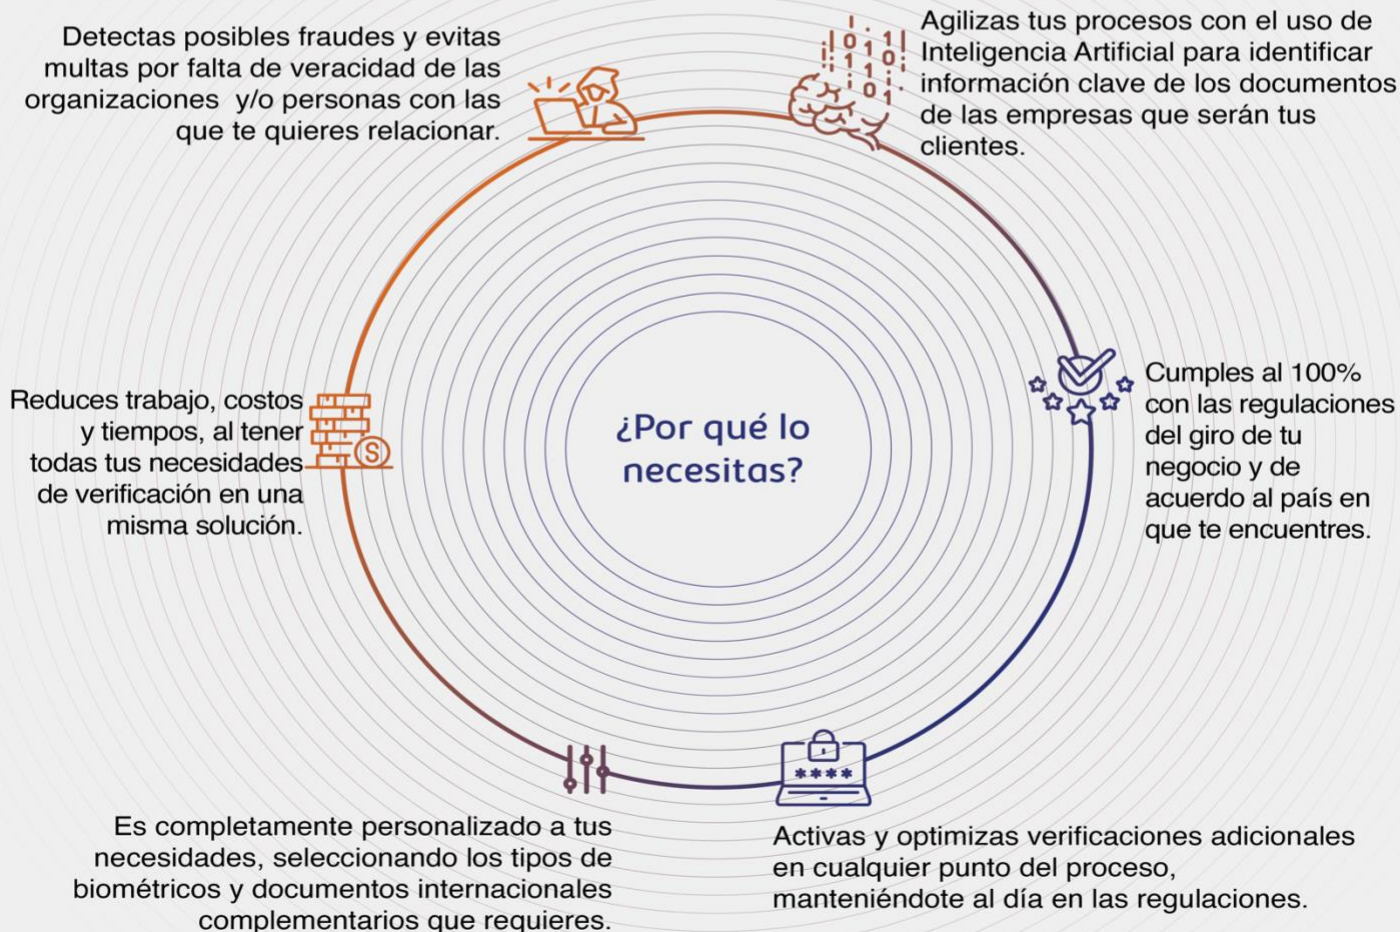 Detectas posibles fraudes y evitas
multas por falta de veracidad de las
organizaciones y/o personas con las
que te quieres relacionar.
Agilizas tus procesos con el uso de
Inteligencia Artificial para identificar
información clave de los documentos
de las empresas que serán tus
clientes.
Reduces trabajo, costos
y tiempos, al tener
todas tus necesidades
de verificación en una
misma solución.
¿Por qué lo
necesitas?
Cumples al 100%
con las regulaciones
del giro de tu
negocio y de
acuerdo al país en
que te encuentres.
Es completamente personalizado a tus
necesidades, seleccionando los tipos de
biométricos y documentos internacionales
complementarios que requieres.
Activas y optimizas verificaciones adicionales
en cualquier punto del proceso,
manteniéndote al día en las regulaciones.